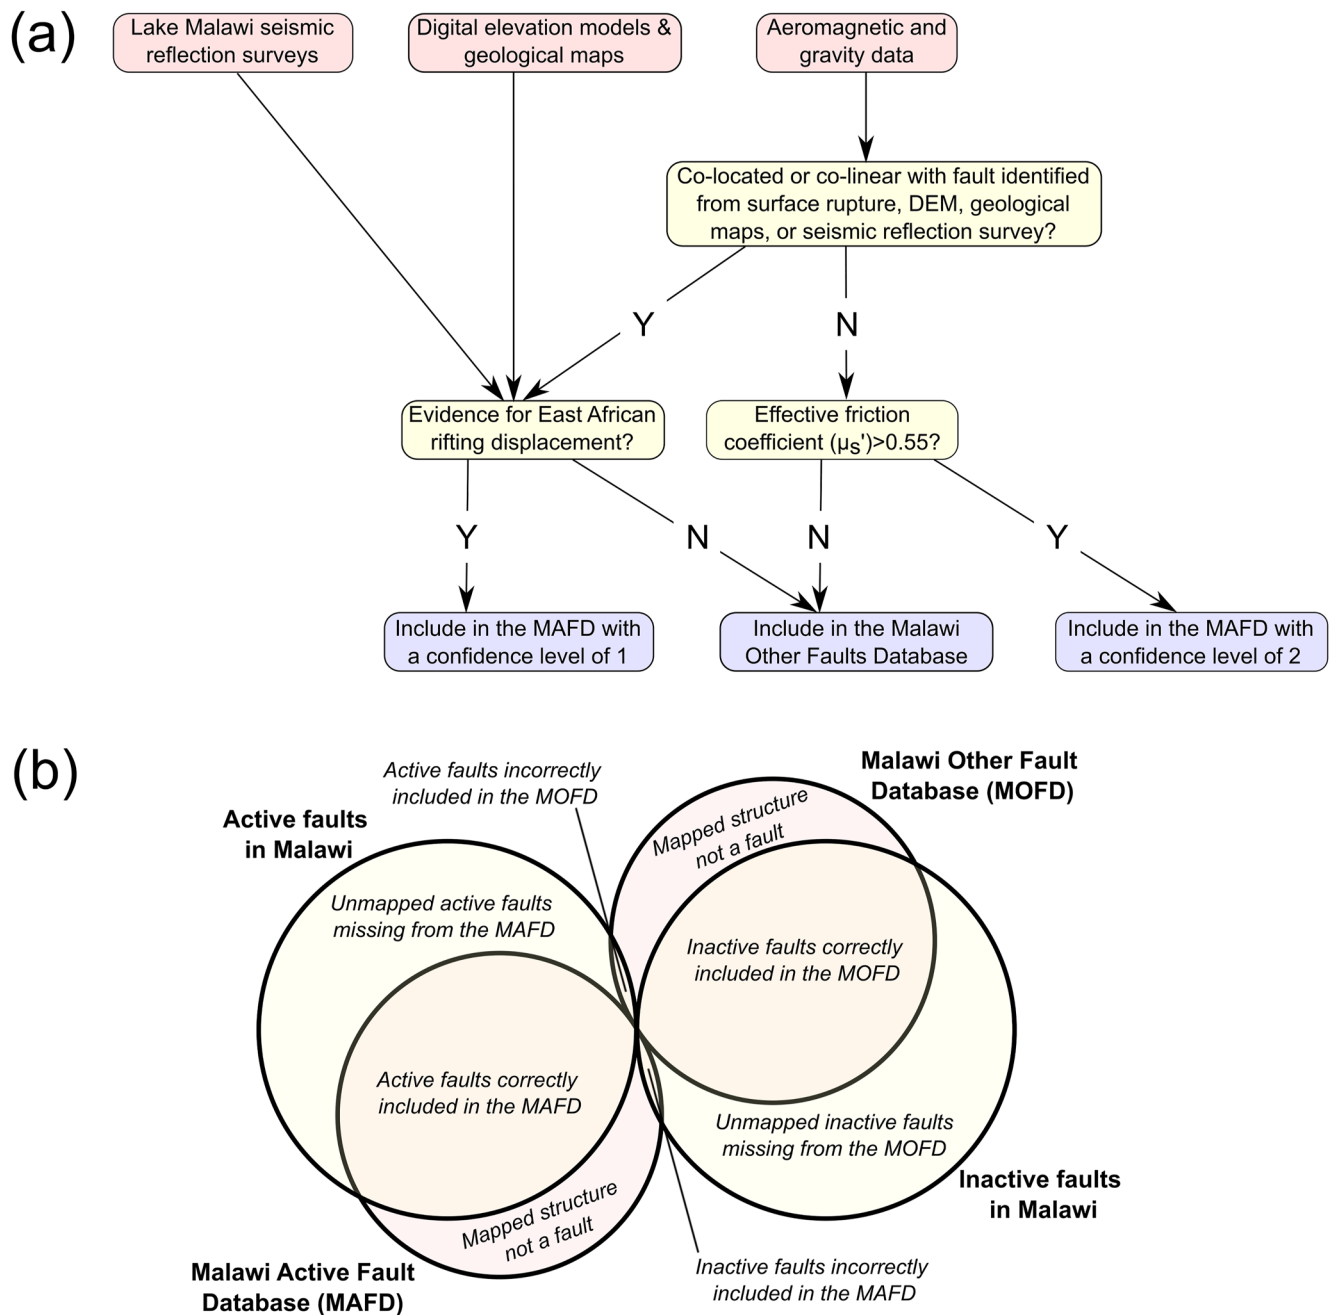 (a)
Lake Malawi seismic
reflection surveys
Digital elevation models &
geological maps
Aeromagnetic and
gravity data
Co-located or co-linear with fault identified
from surface rupture, DEM, geological
maps, or seismic reflection survey?
Y
N
Evidence for East African
rifting displacement?
Effective friction
coefficient (μs')>0.55?
Y
N
N
Y
Include in the MAFD with
a confidence level of 1
Include in the Malawi
Other Faults Database
Include in the MAFD with
a confidence level of 2
(b)
Active faults incorrectly
included in the MOFD
Malawi Other Fault
Database (MOFD)
Active faults
in Malawi
Mapped structure
not a fault
Unmapped active faults
missing from the MAFD
Inactive faults correctly
included in the MOFD
Active faults correctly
included in the MAFD
Unmapped inactive faults
missing from the MOFD
Inactive faults
in Malawi
Mapped structure
not a fault
Malawi Active Fault
Database (MAFD)
Inactive faults incorrectly
included in the MAFD